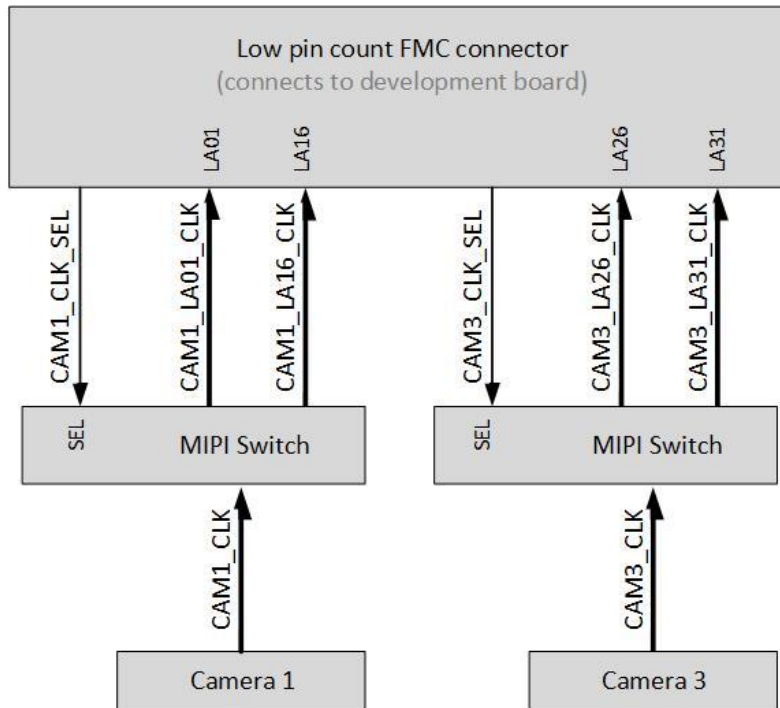 Low pin count FMC connector
(connects to development board)
LA01
LA16
LA26
LA31
CAM1_CLK_SEL
CAM1_LA01_CLK
CAM1_LA16_CLK
CAM3_CLK_SEL
CAM3_LA26_CLK
CAM3_LA31_CLK
SEL
MIPI Switch
SEL
MIPI Switch
CAM1_CLK
CAM3_CLK
Camera 1
Camera 3